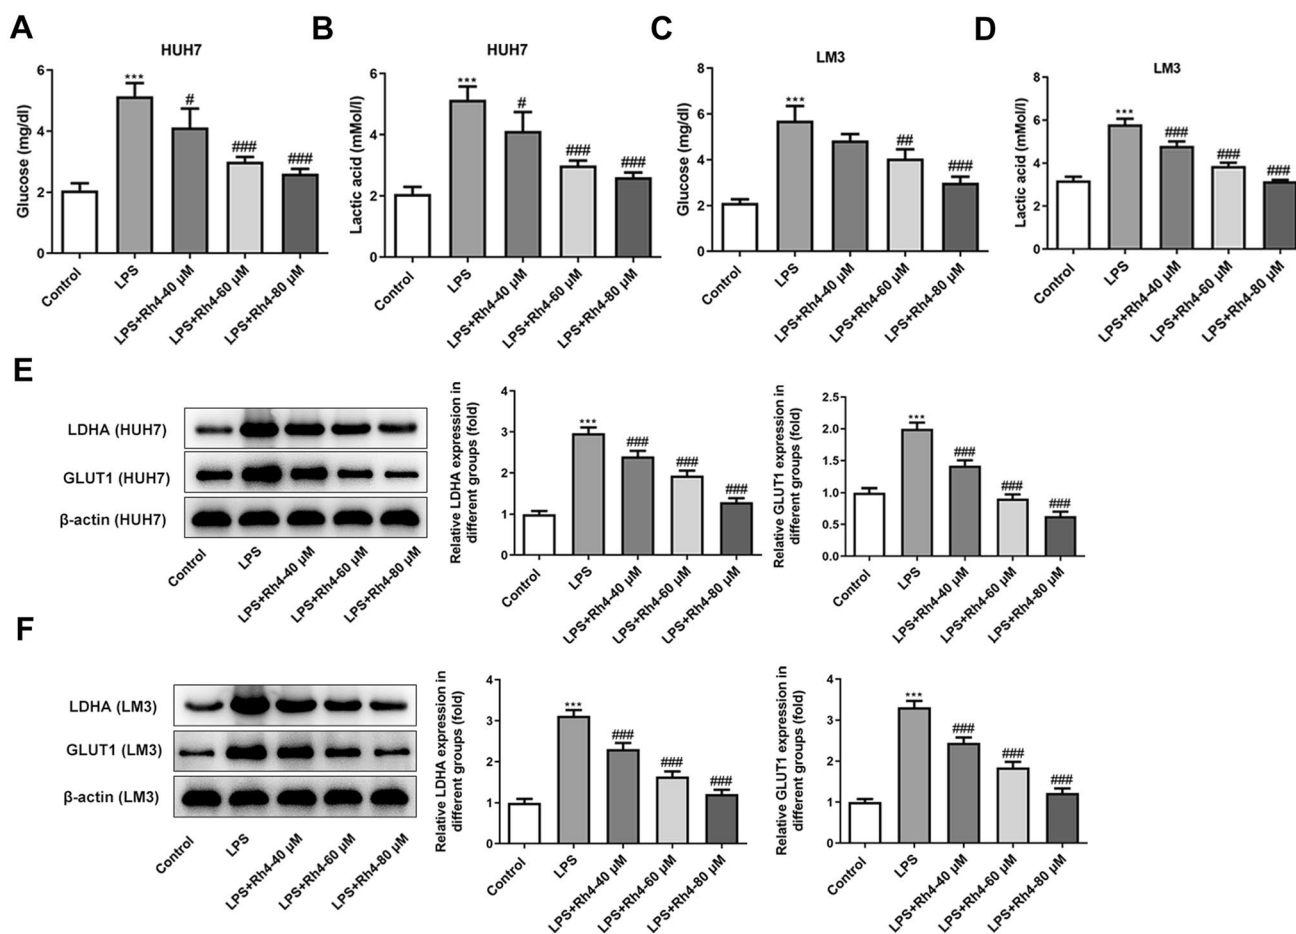 A
HUH7
Glucose (mg/dl)
6
4
2
0
***
#
###
###
Control
LPS
LPS+Rh4-40 μM
LPS+Rh4-60 μM
LPS+Rh4-80 μM
B
HUH7
Lactic acid (mMol/l)
6
4
2
0
***
#
###
###
Control
LPS
LPS+Rh4-40 μM
LPS+Rh4-60 μM
LPS+Rh4-80 μM
C
LM3
Glucose (mg/dl)
8
6
4
2
0
***
##
###
Control
LPS
LPS+Rh4-40 μM
LPS+Rh4-60 μM
LPS+Rh4-80 μM
D
LM3
Lactic acid (mMol/l)
8
6
4
2
0
***
###
###
###
Control
LPS
LPS+Rh4-40 μM
LPS+Rh4-60 μM
LPS+Rh4-80 μM
E
LDHA (HUH7)
GLUT1 (HUH7)
β-actin (HUH7)
Control
LPS
LPS+Rh4-40 μM
LPS+Rh4-60 μM
LPS+Rh4-80 μM
Relative LDHA expression in
different groups (fold)
4
3
2
1
0
***
###
###
###
Control
LPS
LPS+Rh4-40 μM
LPS+Rh4-60 μM
LPS+Rh4-80 μM
Relative GLUT1 expression in
different groups (fold)
2.5
2.0
1.5
1.0
0.5
0.0
***
###
###
###
Control
LPS
LPS+Rh4-40 μM
LPS+Rh4-60 μM
LPS+Rh4-80 μM
F
LDHA (LM3)
GLUT1 (LM3)
β-actin (LM3)
Control
LPS
LPS+Rh4-40 μM
LPS+Rh4-60 μM
LPS+Rh4-80 μM
Relative LDHA expression in
different groups (fold)
4
3
2
1
0
***
###
###
###
Control
LPS
LPS+Rh4-40 μM
LPS+Rh4-60 μM
LPS+Rh4-80 μM
Relative GLUT1 expression in
different groups (fold)
4
3
2
1
0
***
###
###
###
Control
LPS
LPS+Rh4-40 μM
LPS+Rh4-60 μM
LPS+Rh4-80 μM